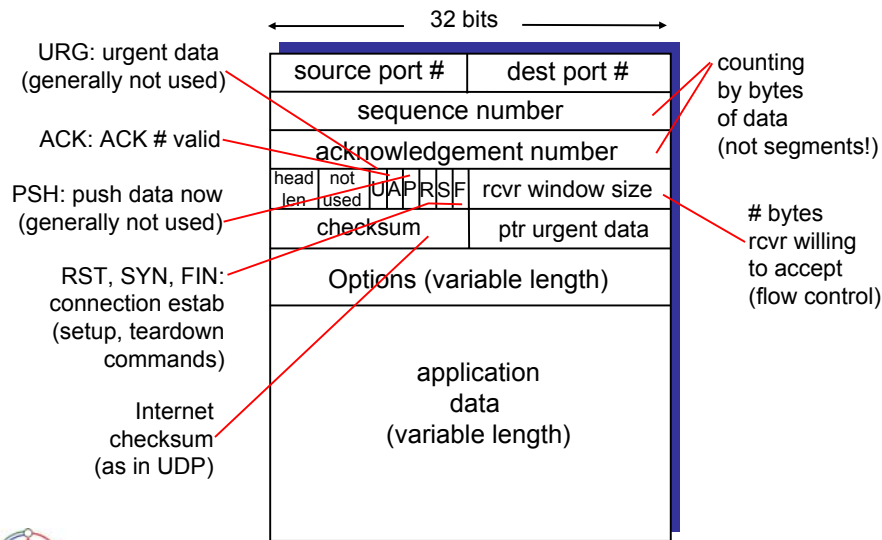 32 bits
URG: urgent data
(generally not used)
ACK: ACK # valid
PSH: push data now
(generally not used)
RST, SYN, FIN:
connection estab
(setup, teardown
commands)
Internet
checksum
(as in UDP)
source port #
dest port #
sequence number
acknowledgement number
head
len
not
used
U
A
P
R
S
F
rcvr window size
checksum
ptr urgent data
Options (variable length)
application
data
(variable length)
counting
by bytes
of data
(not segments!)
# bytes
rcvr willing
to accept
(flow control)